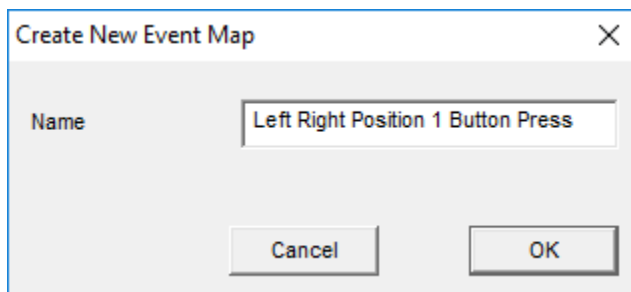 Create New Event Map
Name Left Right Position 1 Button Press
Cancel OK